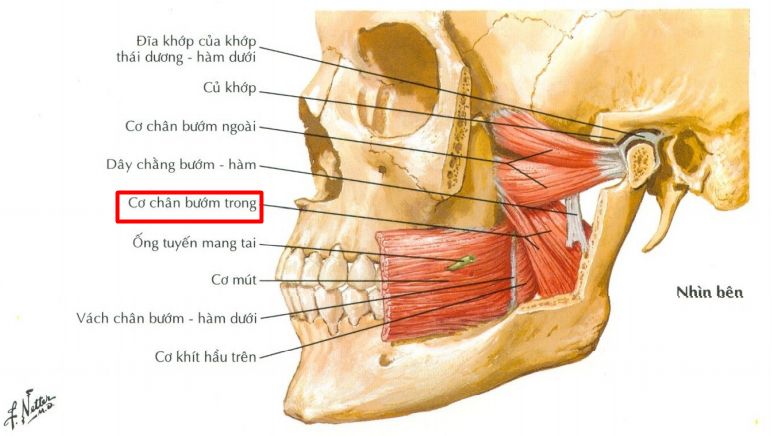 Đĩa khớp của khớp
thái dương - hàm dưới
Củ khớp
Cơ chân bướm ngoài
Dây chằng bướm - hàm
Cơ chân bướm trong
Ống tuyến mang tai
Cơ mút
Vách chân bướm - hàm dưới
Cơ khít hầu trên
Nhìn bên
F. Netter
M.D.